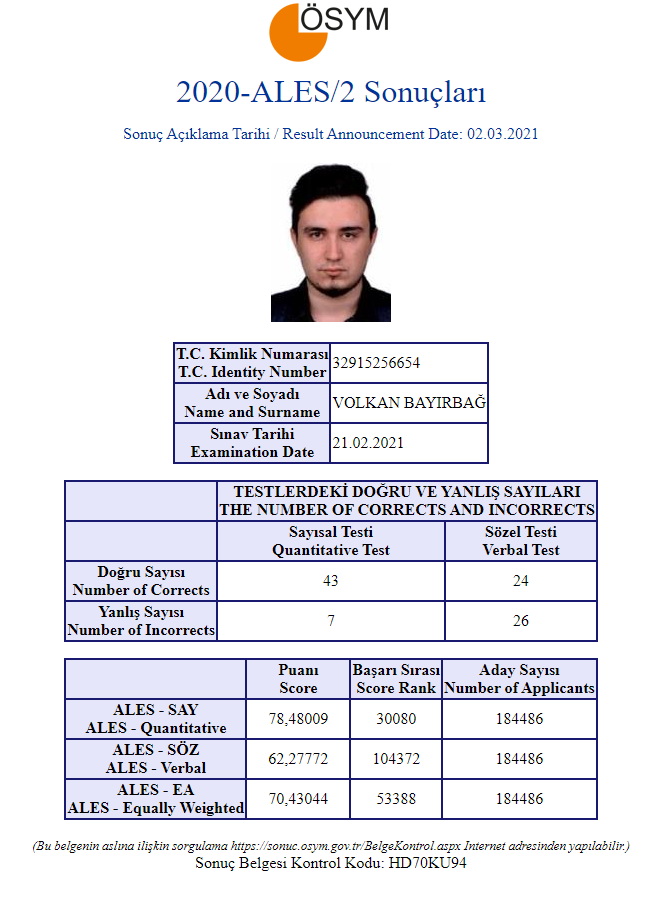 ÖSYM
2020-ALES/2 Sonuçları
Sonuç Açıklama Tarihi / Result Announcement Date: 02.03.2021
T.C. Kimlik Numarası
T.C. Identity Number
32915256654
Adı ve Soyadı
Name and Surname
VOLKAN BAYIRBAĞ
Sınav Tarihi
Examination Date
21.02.2021
TESTLERDEKİ DOĞRU VE YANLIŞ SAYILARI
THE NUMBER OF CORRECTS AND INCORRECTS
Sayısal Testi
Quantitative Test
Sözel Testi
Verbal Test
Doğru Sayısı
Number of Corrects
43
24
Yanlış Sayısı
Number of Incorrects
7
26
Puanı
Score
Başarı Sırası
Score Rank
Aday Sayısı
Number of Applicants
ALES - SAY
ALES - Quantitative
78,48009
30080
184486
ALES - SÖZ
ALES - Verbal
62,27772
104372
184486
ALES - EA
ALES - Equally Weighted
70,43044
53388
184486
(Bu belgenin aslına ilişkin sorgulama https://sonuc.osym.gov.tr/BelgeKontrol.aspx Internet adresinden yapılabilir.)
Sonuç Belgesi Kontrol Kodu: HD70KU94